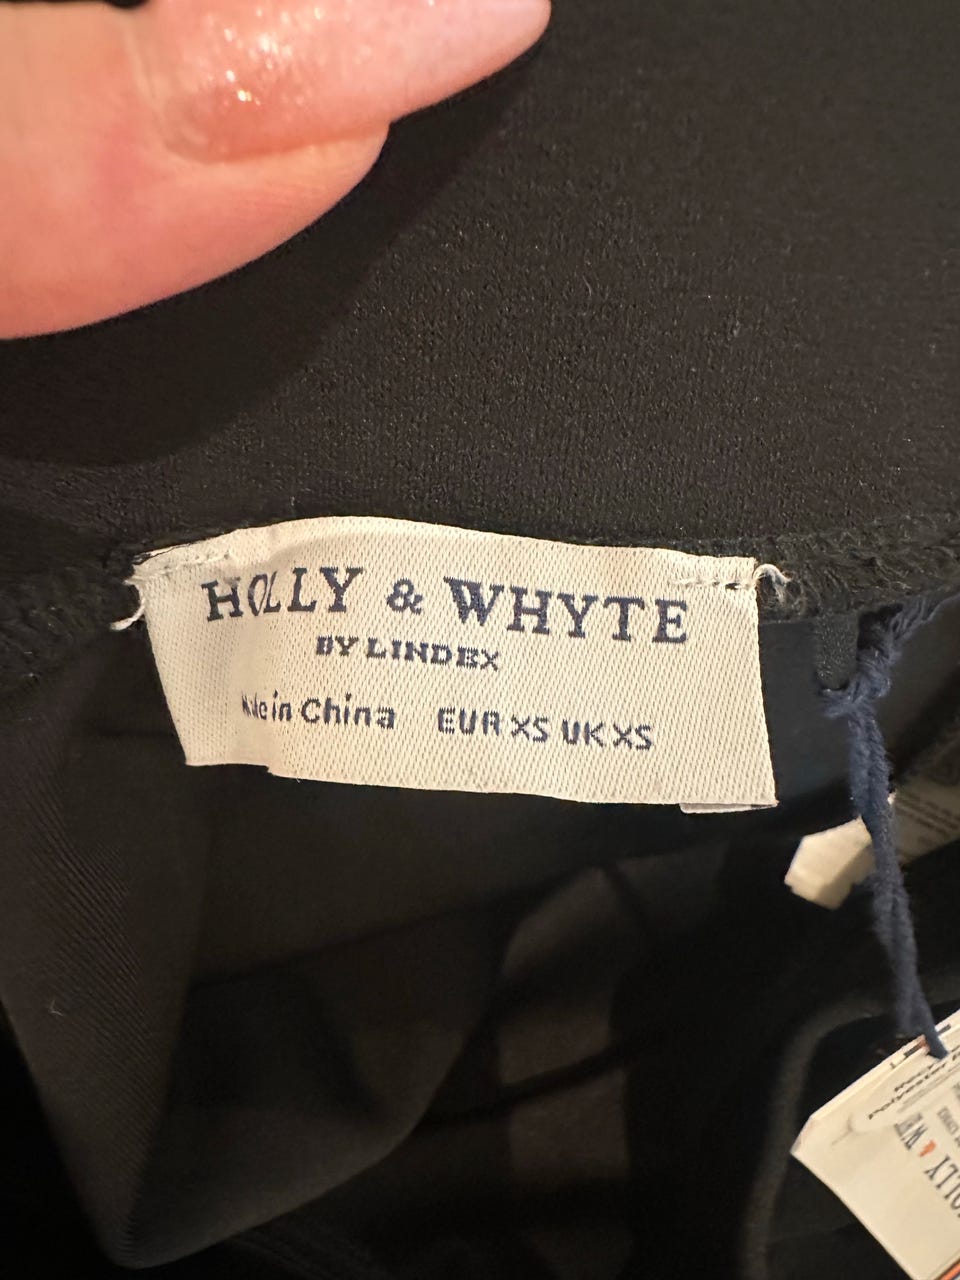 HOLLY & WHYTE
BY LINDEX
Made in China EUR XS UK XS